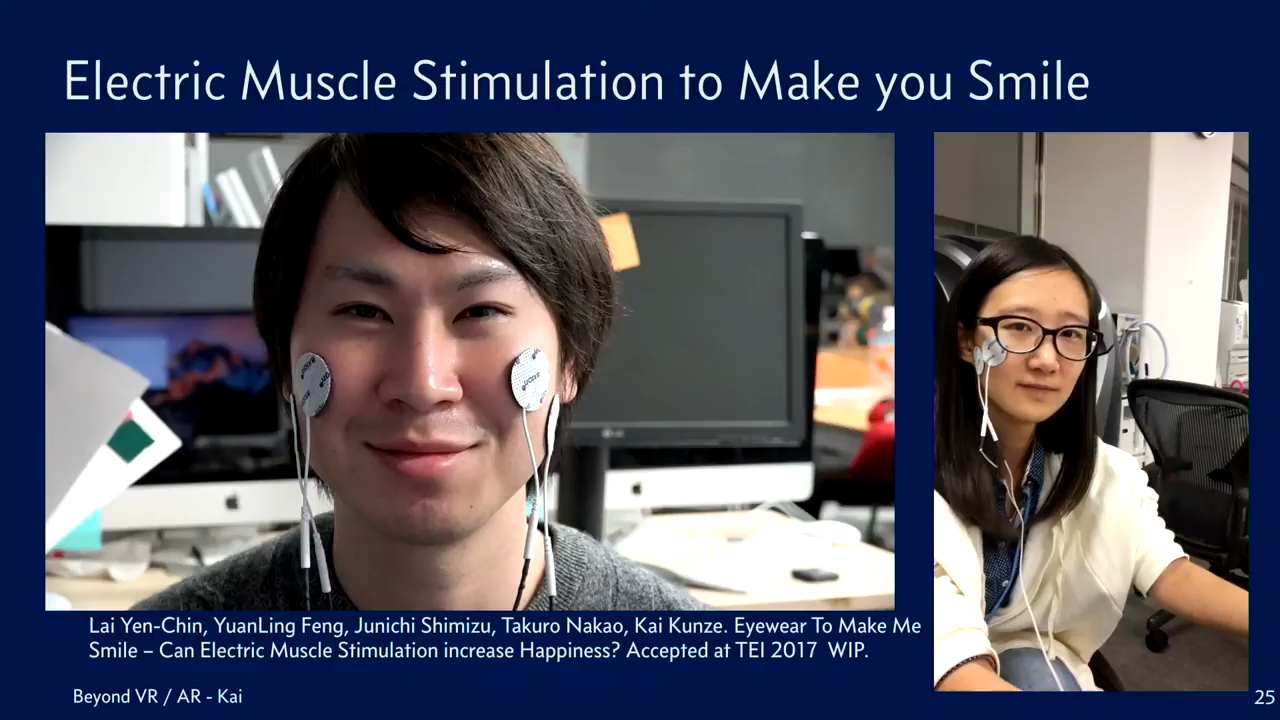 Electric Muscle Stimulation to Make you Smile
Lai Yen-Chin, YuanLing Feng, Junichi Shimizu, Takuro Nakao, Kai Kunze. Eyewear To Make Me
Smile – Can Electric Muscle Stimulation increase Happiness? Accepted at TEI 2017 WIP.
Beyond VR / AR - Kai
25